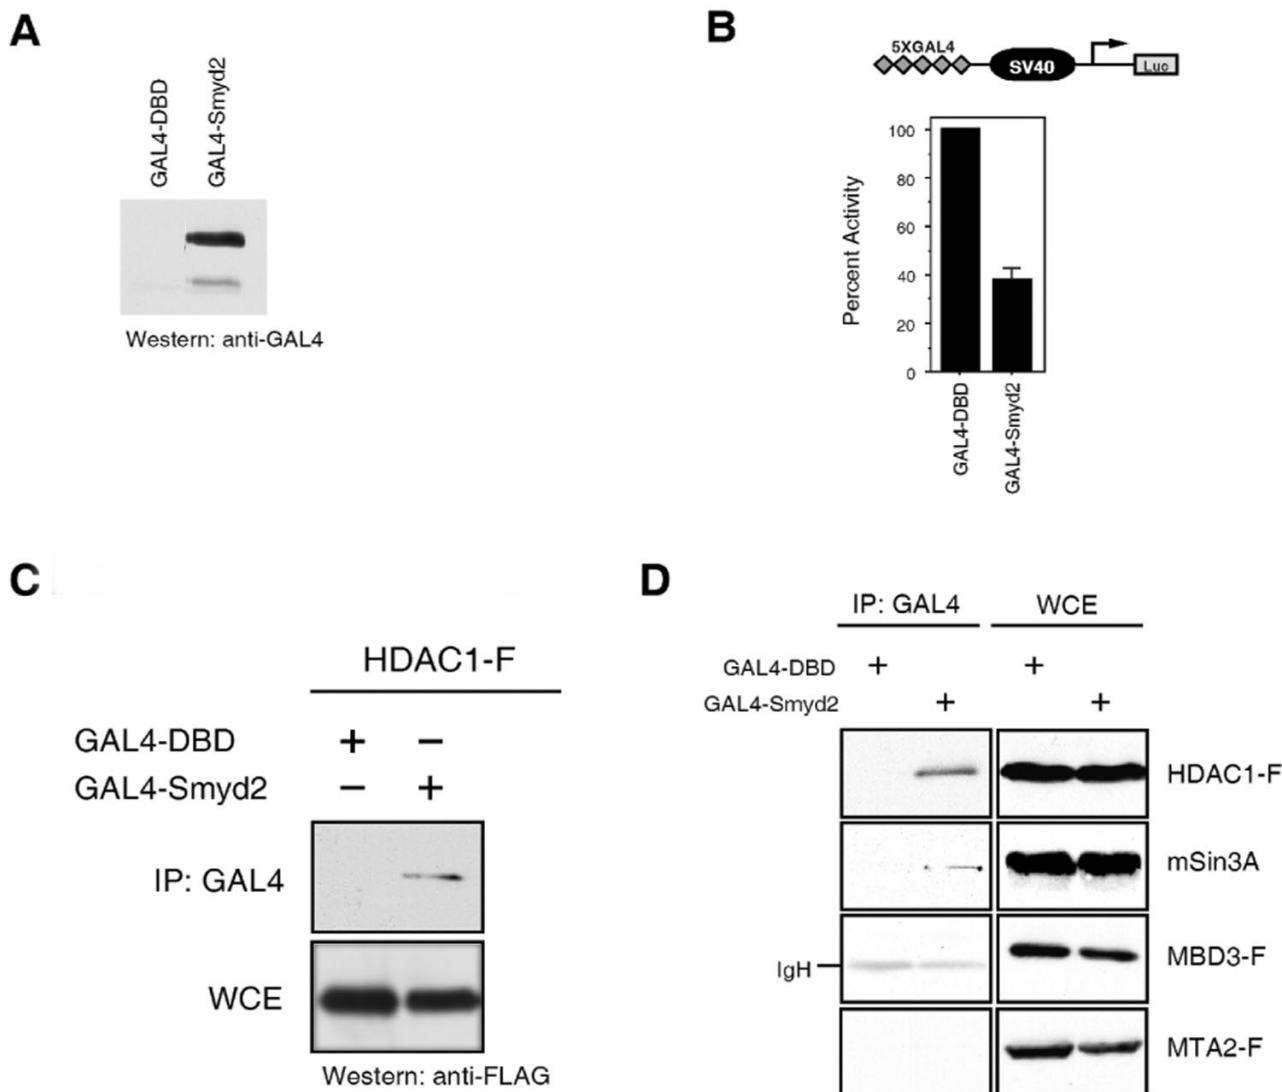 A
GAL4-DBD
GAL4-Smyd2
Western: anti-GAL4
B
5XGAL4
SV40
Luc
Percent Activity
100
80
60
40
20
0
GAL4-DBD
GAL4-Smyd2
C
HDAC1-F
GAL4-DBD + −
GAL4-Smyd2 − +
IP: GAL4
WCE
Western: anti-FLAG
D
IP: GAL4 WCE
GAL4-DBD + +
GAL4-Smyd2 + +
HDAC1-F
mSin3A
IgH
MBD3-F
MTA2-F